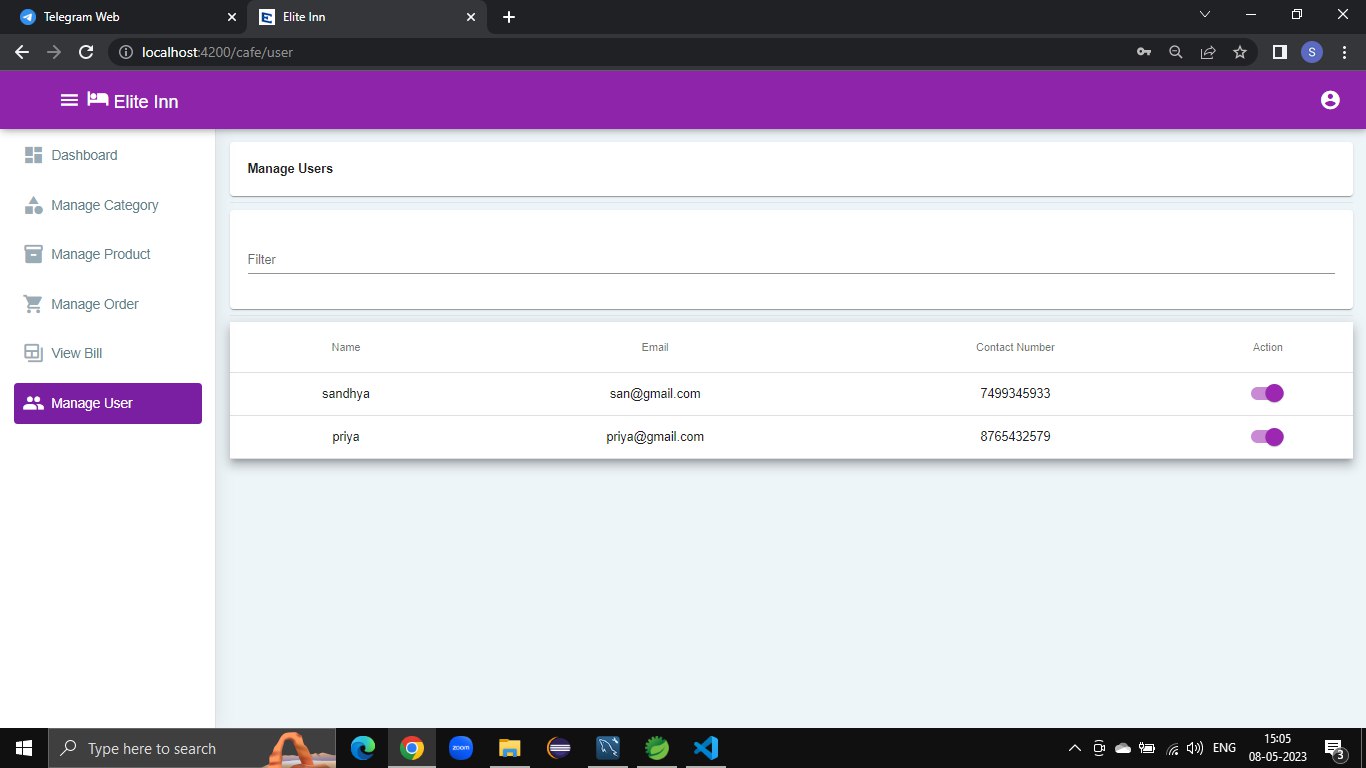 Telegram Web
Elite Inn
localhost:4200/cafe/user
S
Elite Inn
Dashboard
Manage Category
Manage Product
Manage Order
View Bill
Manage User
Manage Users
Filter
Name Email Contact Number Action
sandhya san@gmail.com 7499345933
priya priya@gmail.com 8765432579
Type here to search
zoom
ENG
15:05
08-05-2023
3